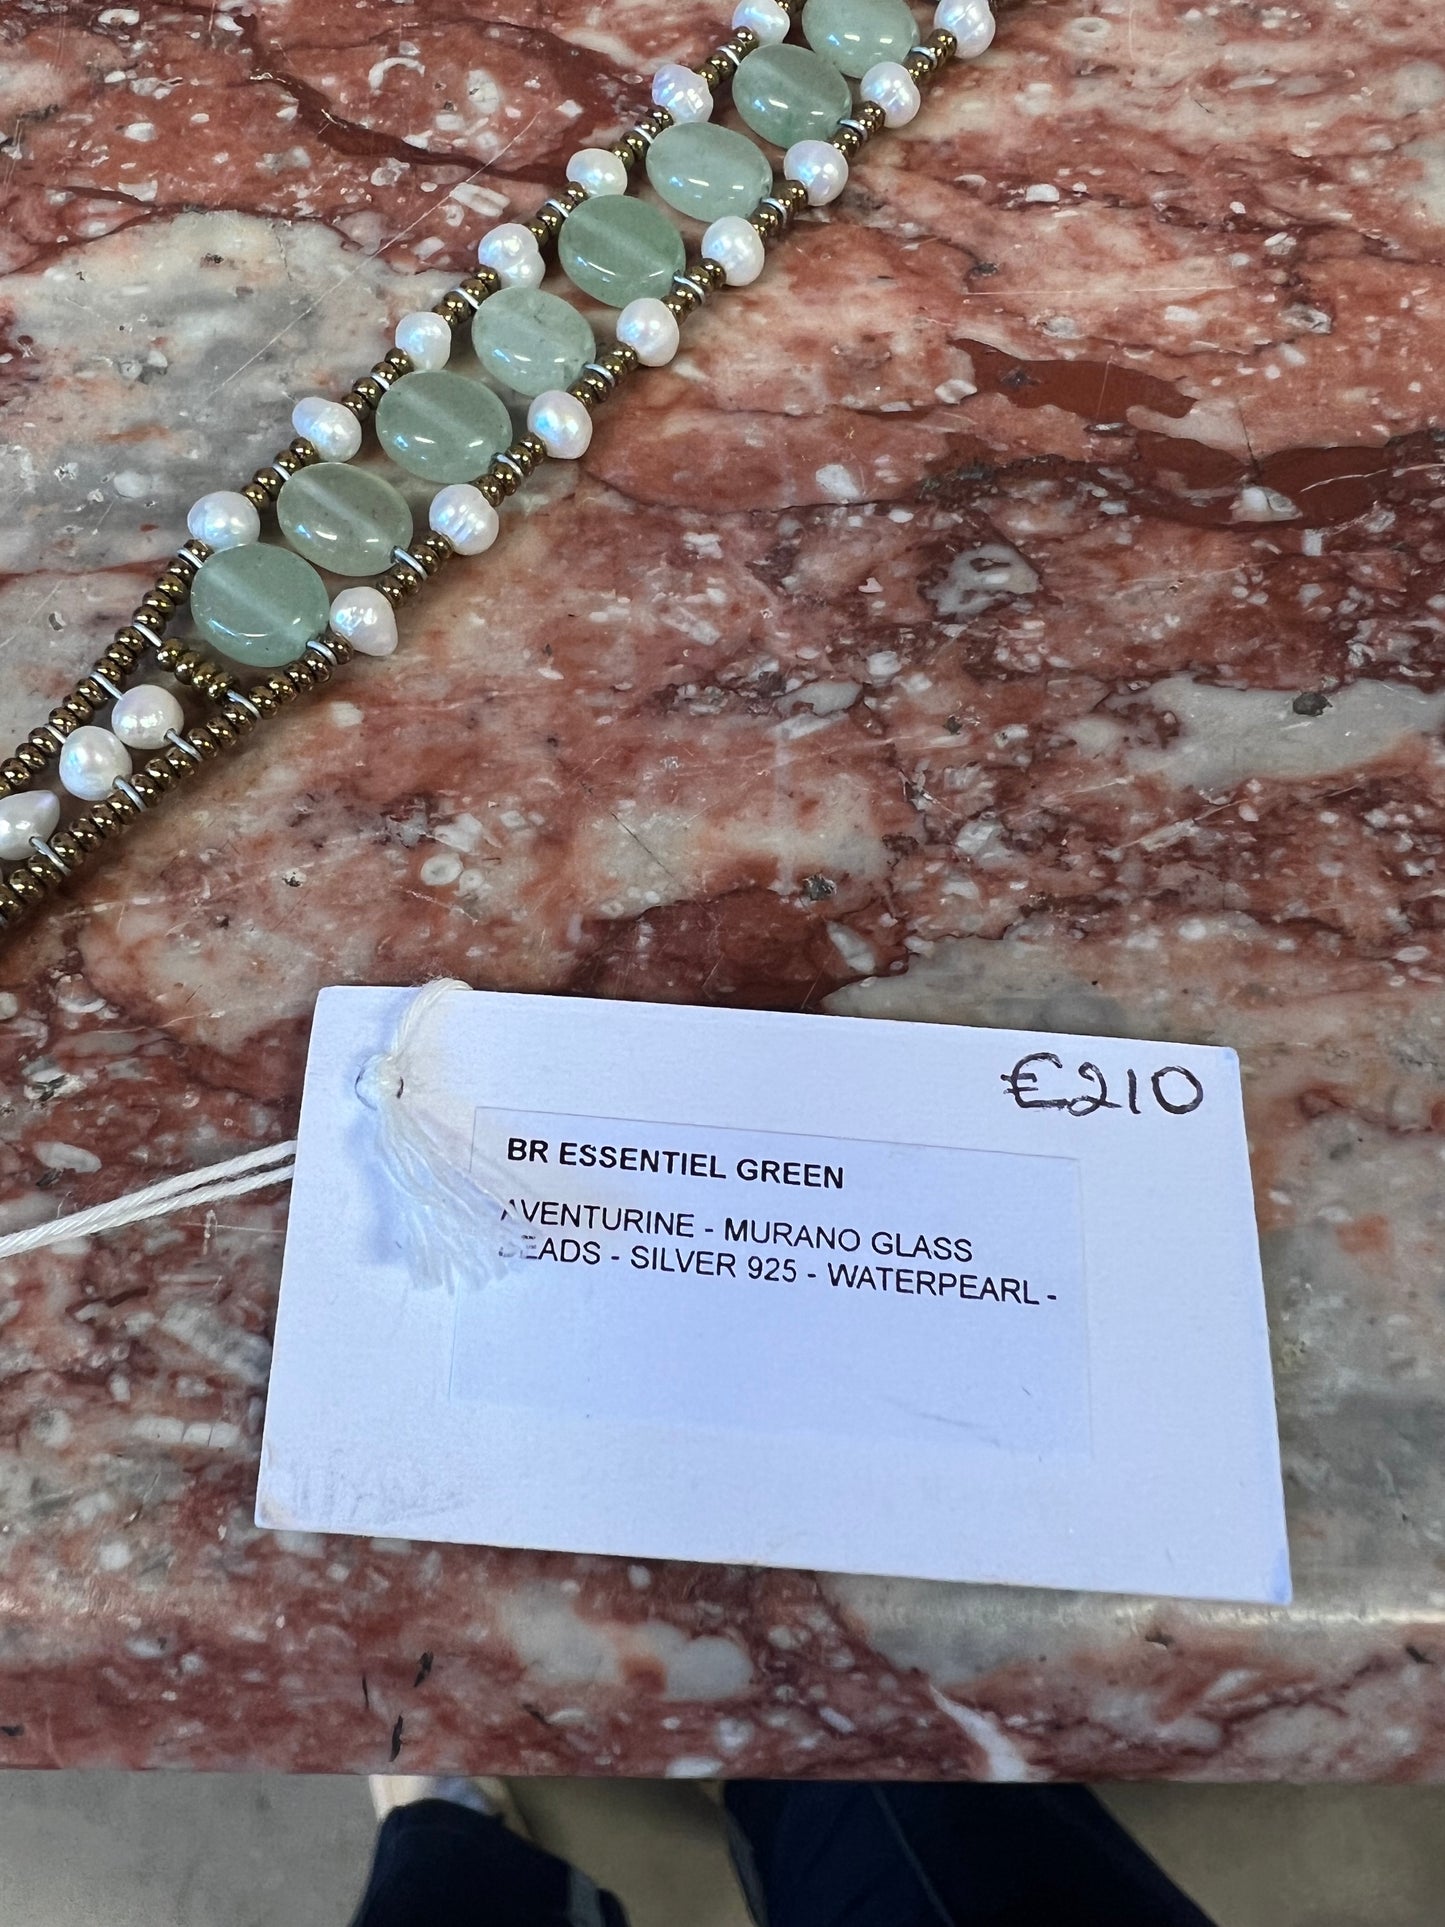 €210
BR ESSENTIEL GREEN
AVENTURINE - MURANO GLASS
BEADS - SILVER 925 - WATERPEARL -